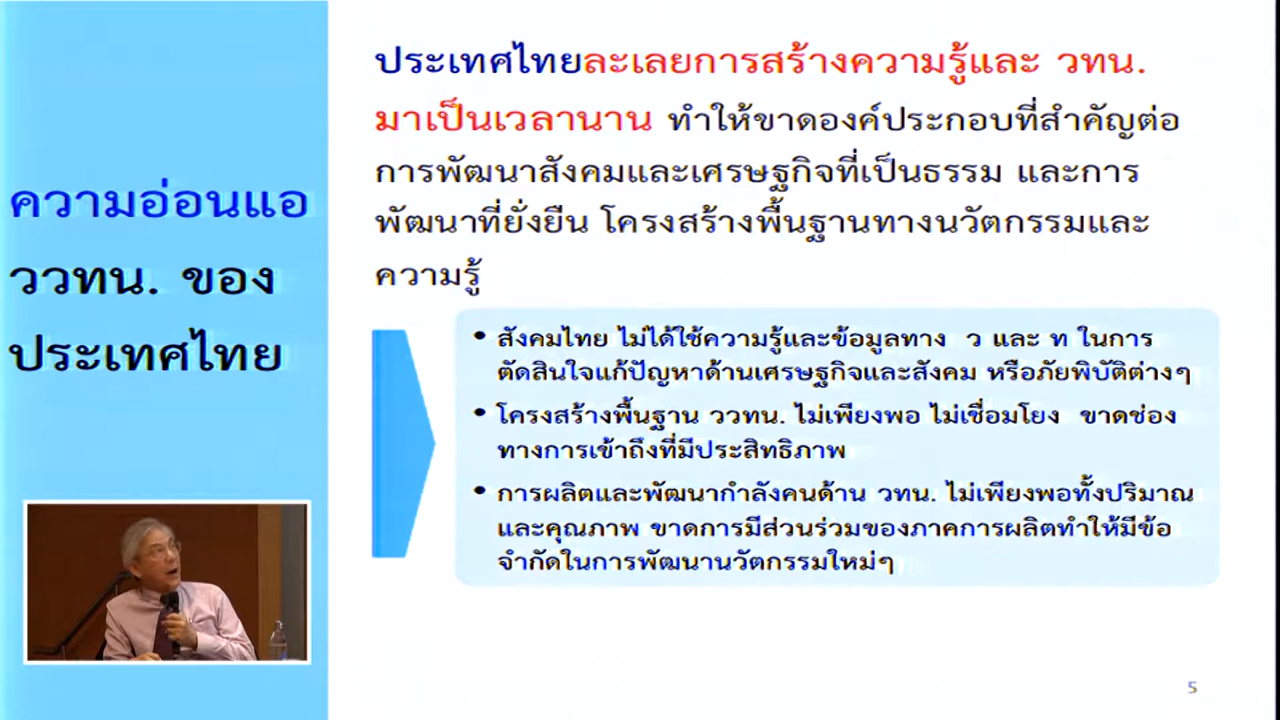 ความอ่อนแอ
ววทน. ของ
ประเทศไทย
ประเทศไทยละเลยการสร้างความรู้และ วทน.
มาเป็นเวลานาน ทำให้ขาดองค์ประกอบที่สำคัญต่อ
การพัฒนาสังคมและเศรษฐกิจที่เป็นธรรม และการ
พัฒนาที่ยั่งยืน โครงสร้างพื้นฐานทางนวัตกรรมและ
ความรู้
• สังคมไทย ไม่ได้ใช้ความรู้และข้อมูลทาง ว และ ท ในการ
ตัดสินใจแก้ปัญหาด้านเศรษฐกิจและสังคม หรือภัยพิบัติต่างๆ
• โครงสร้างพื้นฐาน ววทน. ไม่เพียงพอ ไม่เชื่อมโยง ขาดช่อง
ทางการเข้าถึงที่มีประสิทธิภาพ
• การผลิตและพัฒนากำลังคนด้าน วทน. ไม่เพียงพอทั้งปริมาณ
และคุณภาพ ขาดการมีส่วนร่วมของภาคการผลิตทำให้มีข้อ
จำกัดในการพัฒนานวัตกรรมใหม่ๆ
5